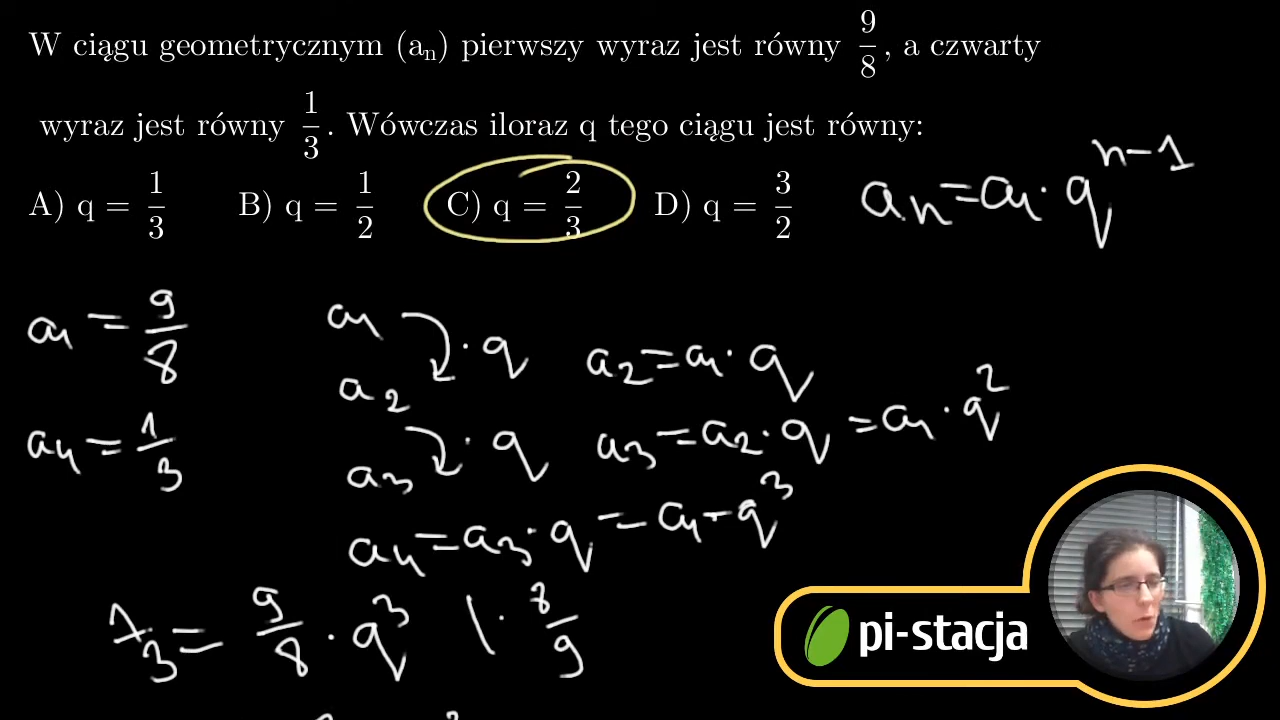 W ciągu geometrycznym (aₙ) pierwszy wyraz jest równy 9/8, a czwarty
wyraz jest równy 1/3. Wówczas iloraz q tego ciągu jest równy:
A) q = 1/3 B) q = 1/2 C) q = 2/3 D) q = 3/2
aₙ = a₁ · qⁿ⁻¹
a₁ = 9/8
a₄ = 1/3
a₁ · q
a₂ · q
a₃
a₂ = a₁ · q
a₃ = a₂ · q = a₁ · q²
a₄ = a₃ · q = a₁ · q³
1/3 = 9/8 · q³ | · 8/9
pi-stacja